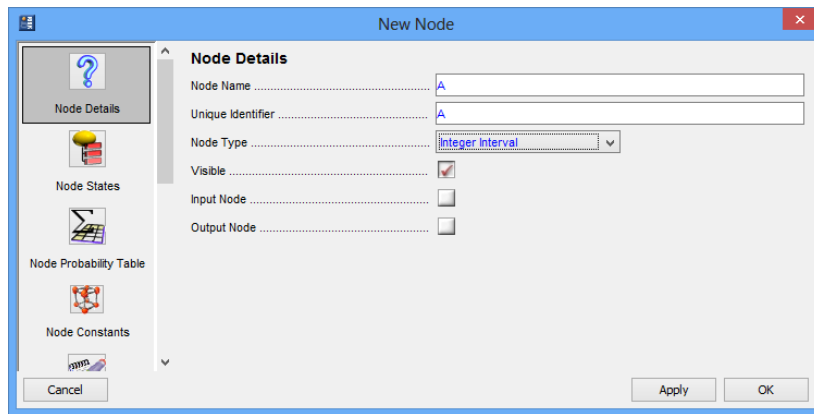 New Node
Node Details
Node Name
A
Unique Identifier
A
Node Type
Integer Interval
Visible
Input Node
Output Node
Node Details
Node States
Node Probability Table
Node Constants
Cancel
Apply
OK